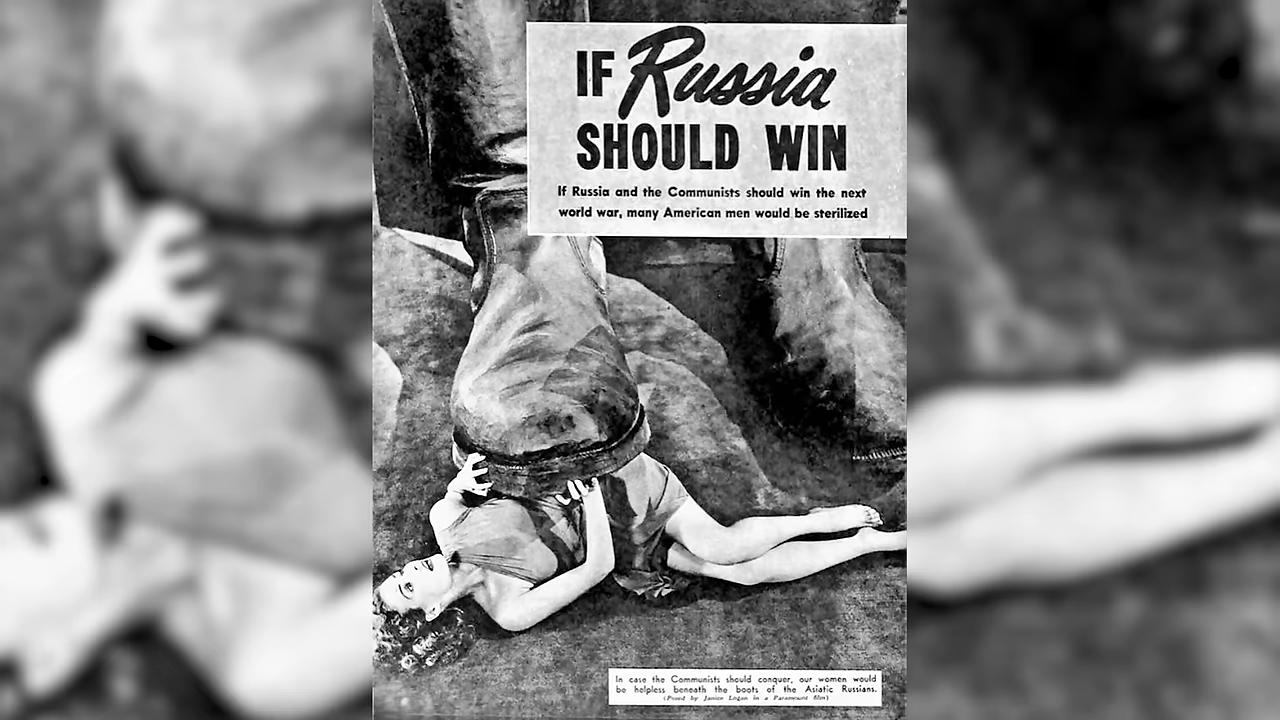 IF Russia
SHOULD WIN
If Russia and the Communists should win the next
world war, many American men would be sterilized
In case the Communists should conquer, our women would
be helpless beneath the boots of the Asiatic Russians.
(Posed by Janice Logan in a Paramount film)